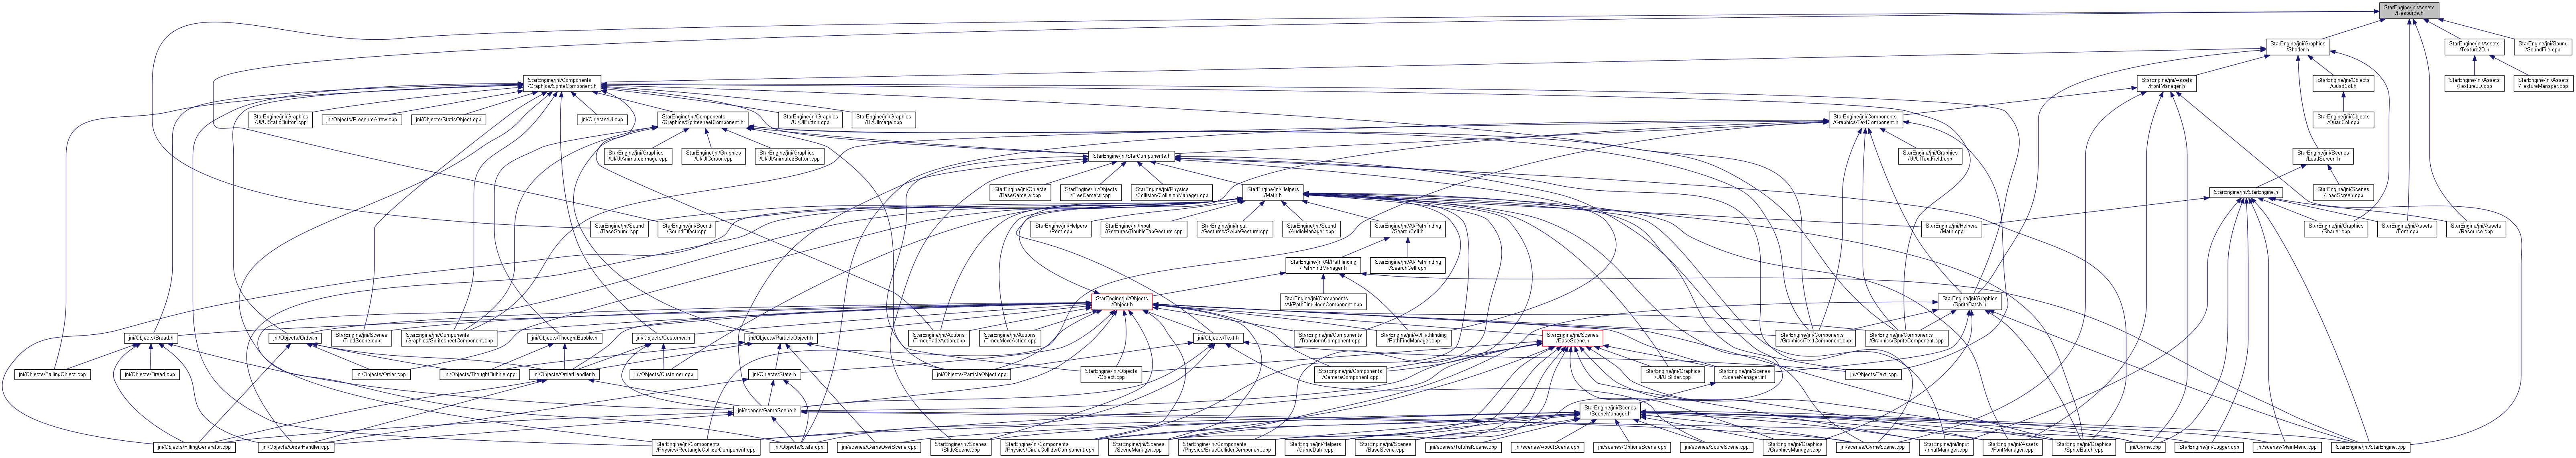 StarEngine/jni/Assets
/Resource.h
StarEngine/jni/Graphics
/Shader.h
StarEngine/jni/Assets
/Texture2D.h
StarEngine/jni/Sound
/SoundFile.cpp
StarEngine/jni/Components
/Graphics/SpriteComponent.h
StarEngine/jni/Assets
/FontManager.h
StarEngine/jni/Objects
/QuadCol.h
StarEngine/jni/Assets
/Texture2D.cpp
StarEngine/jni/Assets
/TextureManager.cpp
StarEngine/jni/Graphics
/UI/UIStaticButton.cpp
jni/Objects/PressureArrow.cpp
jni/Objects/StaticObject.cpp
jni/Objects/Ui.cpp
StarEngine/jni/Components
/Graphics/SpritesheetComponent.h
StarEngine/jni/Graphics
/UI/UIButton.cpp
StarEngine/jni/Graphics
/UI/UIImage.cpp
StarEngine/jni/Components
/Graphics/TextComponent.h
StarEngine/jni/Objects
/QuadCol.cpp
StarEngine/jni/Graphics
/UI/UIAnimatedImage.cpp
StarEngine/jni/Graphics
/UI/UICursor.cpp
StarEngine/jni/Graphics
/UI/UIAnimatedButton.cpp
StarEngine/jni/StarComponents.h
StarEngine/jni/Graphics
/UI/UITextField.cpp
StarEngine/jni/Scenes
/LoadScreen.h
StarEngine/jni/Objects
/BaseCamera.cpp
StarEngine/jni/Objects
/FreeCamera.cpp
StarEngine/jni/Physics
/Collision/CollisionManager.cpp
StarEngine/jni/Helpers
/Math.h
StarEngine/jni/StarEngine.h
StarEngine/jni/Scenes
/LoadScreen.cpp
StarEngine/jni/Sound
/BaseSound.cpp
StarEngine/jni/Sound
/SoundEffect.cpp
StarEngine/jni/Helpers
/Rect.cpp
StarEngine/jni/Input
/Gestures/DoubleTapGesture.cpp
StarEngine/jni/Input
/Gestures/SwipeGesture.cpp
StarEngine/jni/Sound
/AudioManager.cpp
StarEngine/jni/AI/Pathfinding
/SearchCell.h
StarEngine/jni/Helpers
/Math.cpp
StarEngine/jni/Graphics
/Shader.cpp
StarEngine/jni/Assets
/Font.cpp
StarEngine/jni/Assets
/Resource.cpp
StarEngine/jni/AI/Pathfinding
/PathFindManager.h
StarEngine/jni/AI/Pathfinding
/SearchCell.cpp
StarEngine/jni/Objects
/Object.h
StarEngine/jni/Components
/AI/PathFindNodeComponent.cpp
StarEngine/jni/Graphics
/SpriteBatch.h
jni/Objects/Bread.h
jni/Objects/Order.h
StarEngine/jni/Scenes
/TiledScene.cpp
StarEngine/jni/Components
/Graphics/SpritesheetComponent.cpp
jni/Objects/ThoughtBubble.h
jni/Objects/Customer.h
jni/Objects/ParticleObject.h
StarEngine/jni/Actions
/TimedFadeAction.cpp
StarEngine/jni/Actions
/TimedMoveAction.cpp
jni/Objects/Text.h
StarEngine/jni/Components
/TransformComponent.cpp
StarEngine/jni/AI/Pathfinding
/PathFindManager.cpp
StarEngine/jni/Scenes
/BaseScene.h
StarEngine/jni/Components
/Graphics/TextComponent.cpp
StarEngine/jni/Components
/Graphics/SpriteComponent.cpp
jni/Objects/FallingObject.cpp
jni/Objects/Bread.cpp
jni/Objects/Order.cpp
jni/Objects/ThoughtBubble.cpp
jni/Objects/OrderHandler.h
jni/Objects/Customer.cpp
jni/Objects/Stats.h
jni/Objects/ParticleObject.cpp
StarEngine/jni/Objects
/Object.cpp
StarEngine/jni/Components
/CameraComponent.cpp
StarEngine/jni/Graphics
/UI/UISlider.cpp
StarEngine/jni/Scenes
/SceneManager.inl
jni/Objects/Text.cpp
jni/scenes/GameScene.h
StarEngine/jni/Scenes
/SceneManager.h
jni/Objects/FillingGenerator.cpp
jni/Objects/OrderHandler.cpp
StarEngine/jni/Components
/Physics/RectangleColliderComponent.cpp
jni/Objects/Stats.cpp
jni/scenes/GameOverScene.cpp
StarEngine/jni/Scenes
/SlideScene.cpp
StarEngine/jni/Components
/Physics/CircleColliderComponent.cpp
StarEngine/jni/Scenes
/SceneManager.cpp
StarEngine/jni/Components
/Physics/BaseColliderComponent.cpp
StarEngine/jni/Helpers
/GameData.cpp
StarEngine/jni/Scenes
/BaseScene.cpp
jni/scenes/TutorialScene.cpp
jni/scenes/AboutScene.cpp
jni/scenes/OptionsScene.cpp
jni/scenes/ScoreScene.cpp
StarEngine/jni/Graphics
/GraphicsManager.cpp
jni/scenes/GameScene.cpp
StarEngine/jni/Input
/InputManager.cpp
StarEngine/jni/Assets
/FontManager.cpp
StarEngine/jni/Graphics
/SpriteBatch.cpp
jni/Game.cpp
StarEngine/jni/Logger.cpp
jni/scenes/MainMenu.cpp
StarEngine/jni/StarEngine.cpp